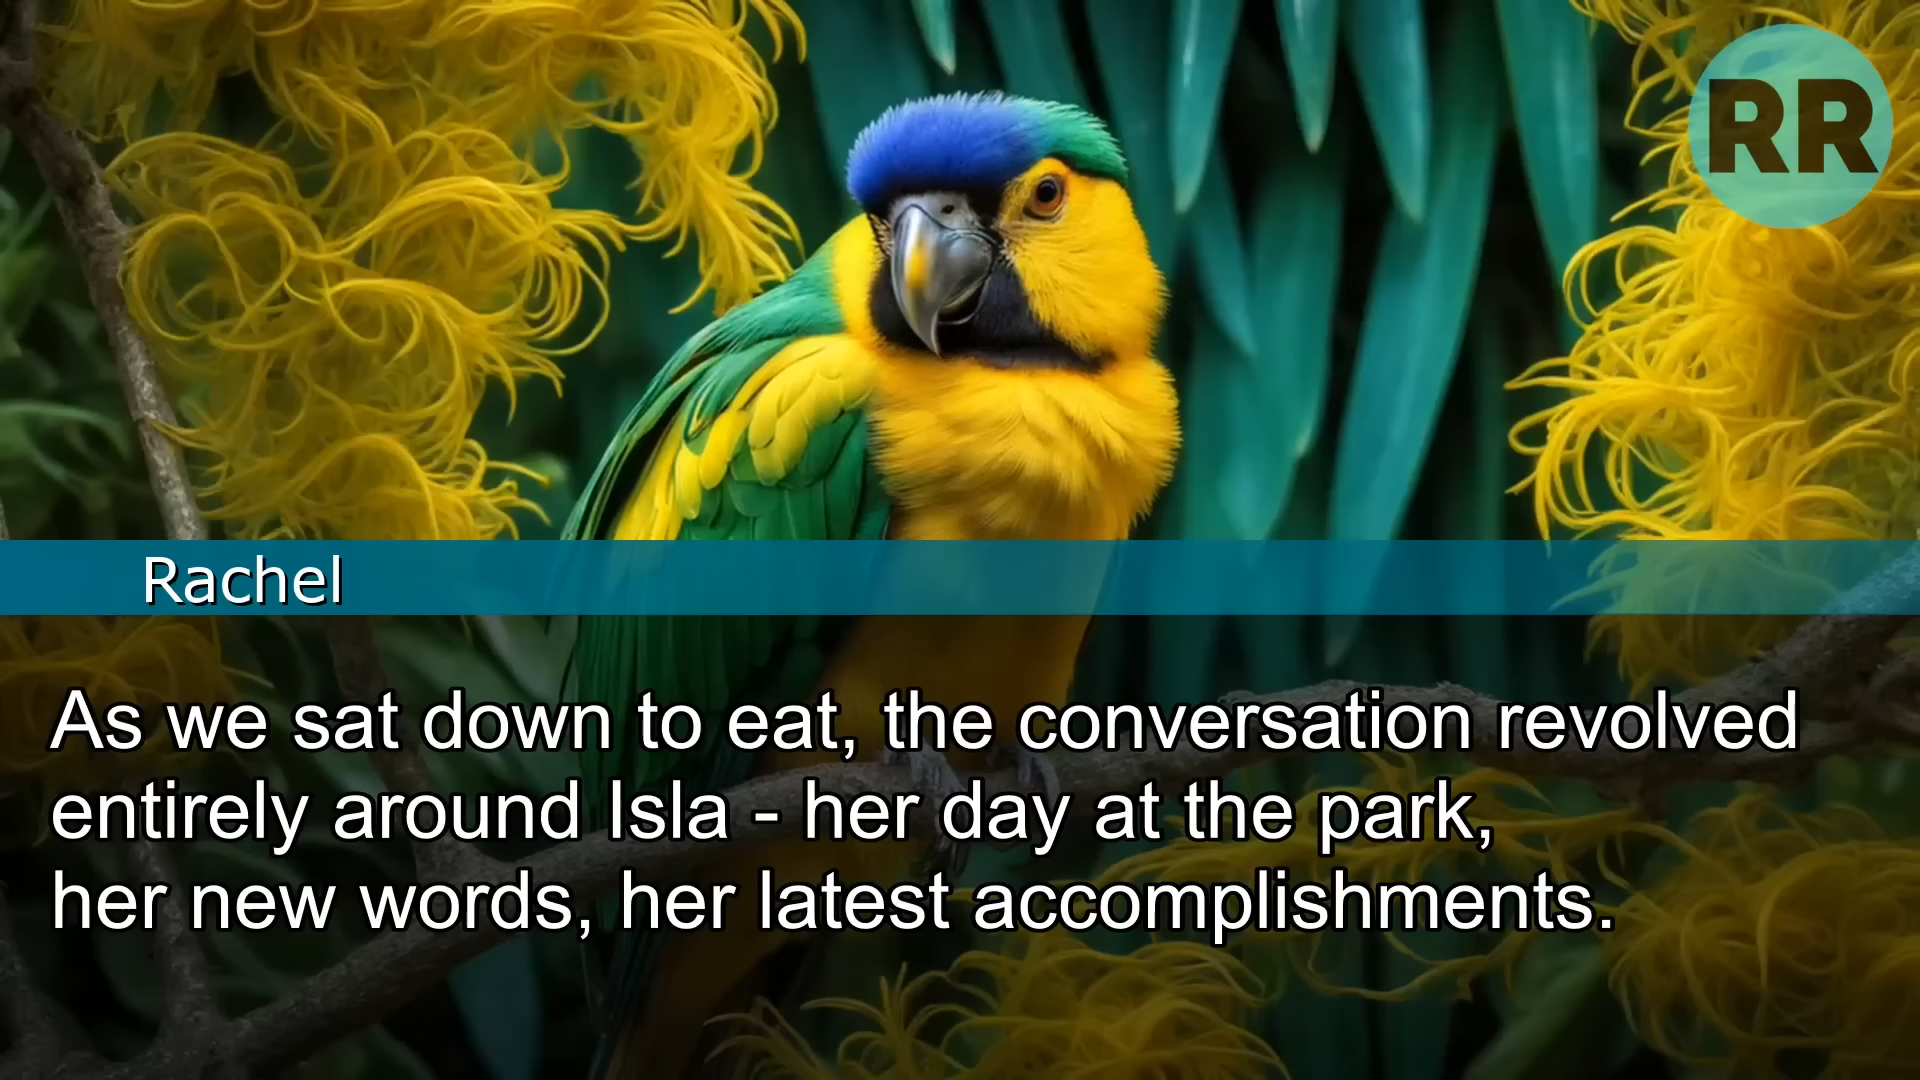 RR
Rachel
As we sat down to eat, the conversation revolved
entirely around Isla - her day at the park,
her new words, her latest accomplishments.